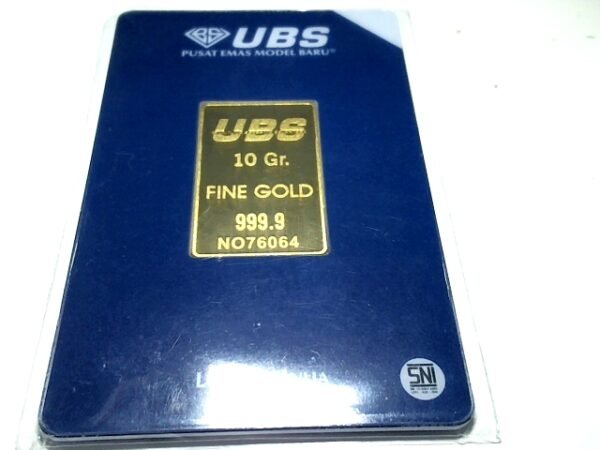 UBS
PUSAT EMAS MODEL BARU®
UBS
10 Gr.
FINE GOLD
999.9
NO76064
SNI